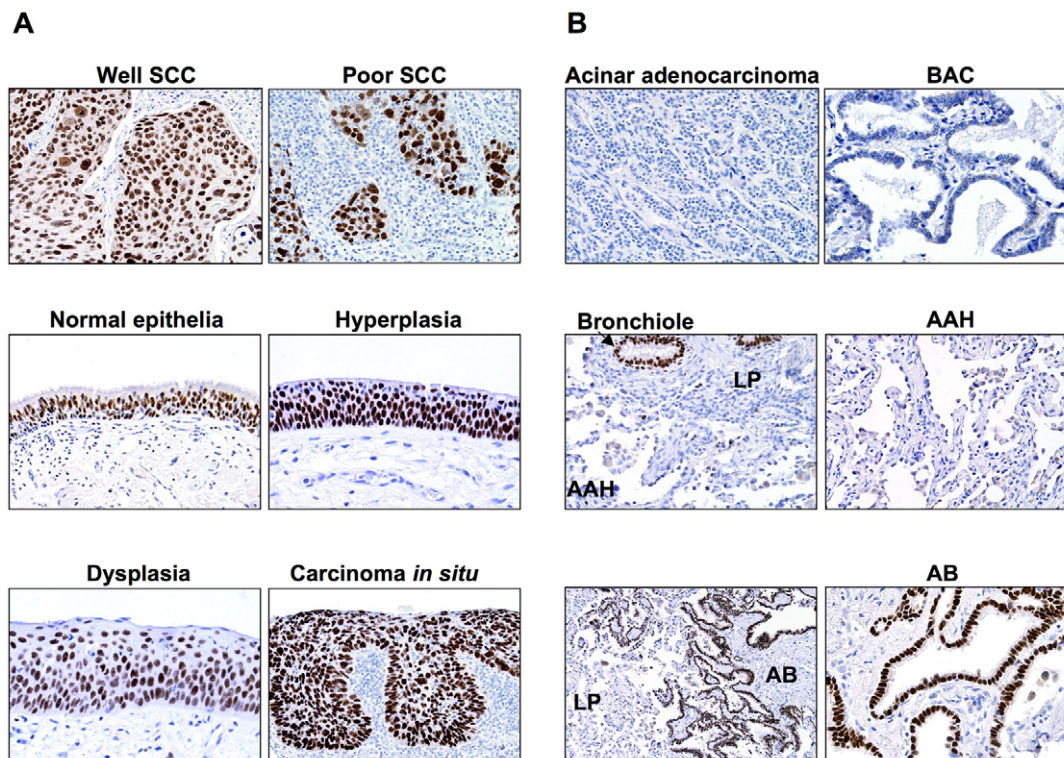 A
B
Well SCC
Poor SCC
Acinar adenocarcinoma
BAC
Normal epithelia
Hyperplasia
Bronchiole
LP
AAH
AAH
Dysplasia
Carcinoma in situ
AB
LP
AB